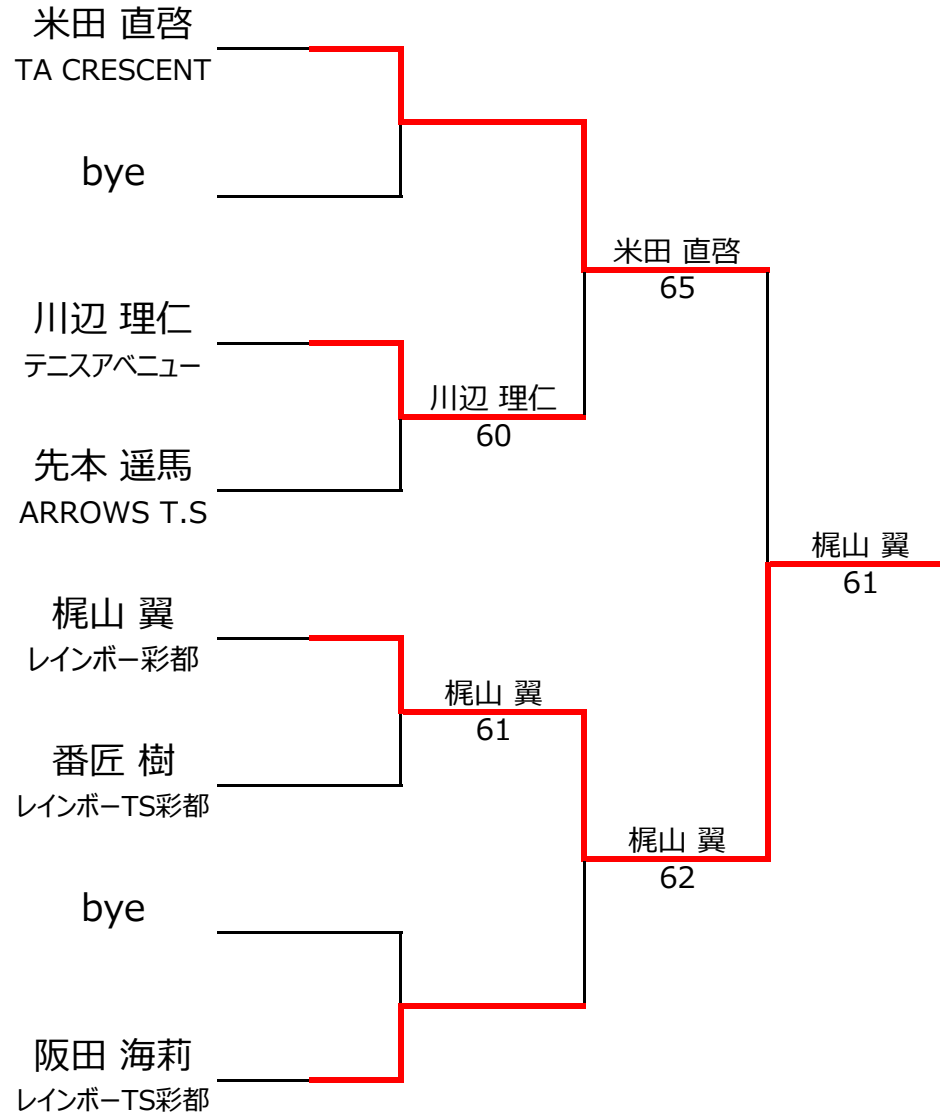 米田 直啓
TA CRESCENT
bye
米田 直啓
65
川辺 理仁
テニスアベニュー
川辺 理仁
60
先本 遥馬
ARROWS T.S
梶山 翼
61
梶山 翼
レインボー彩都
梶山 翼
61
番匠 樹
レインボーTS彩都
梶山 翼
62
bye
阪田 海莉
レインボーTS彩都